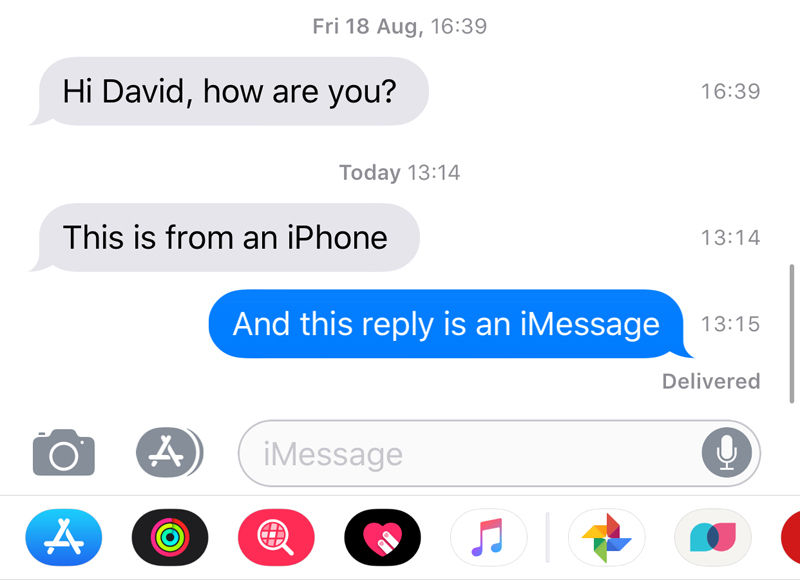 Fri 18 Aug, 16:39
Hi David, how are you? 16:39
Today 13:14
This is from an iPhone 13:14
And this reply is an iMessage 13:15
Delivered
iMessage